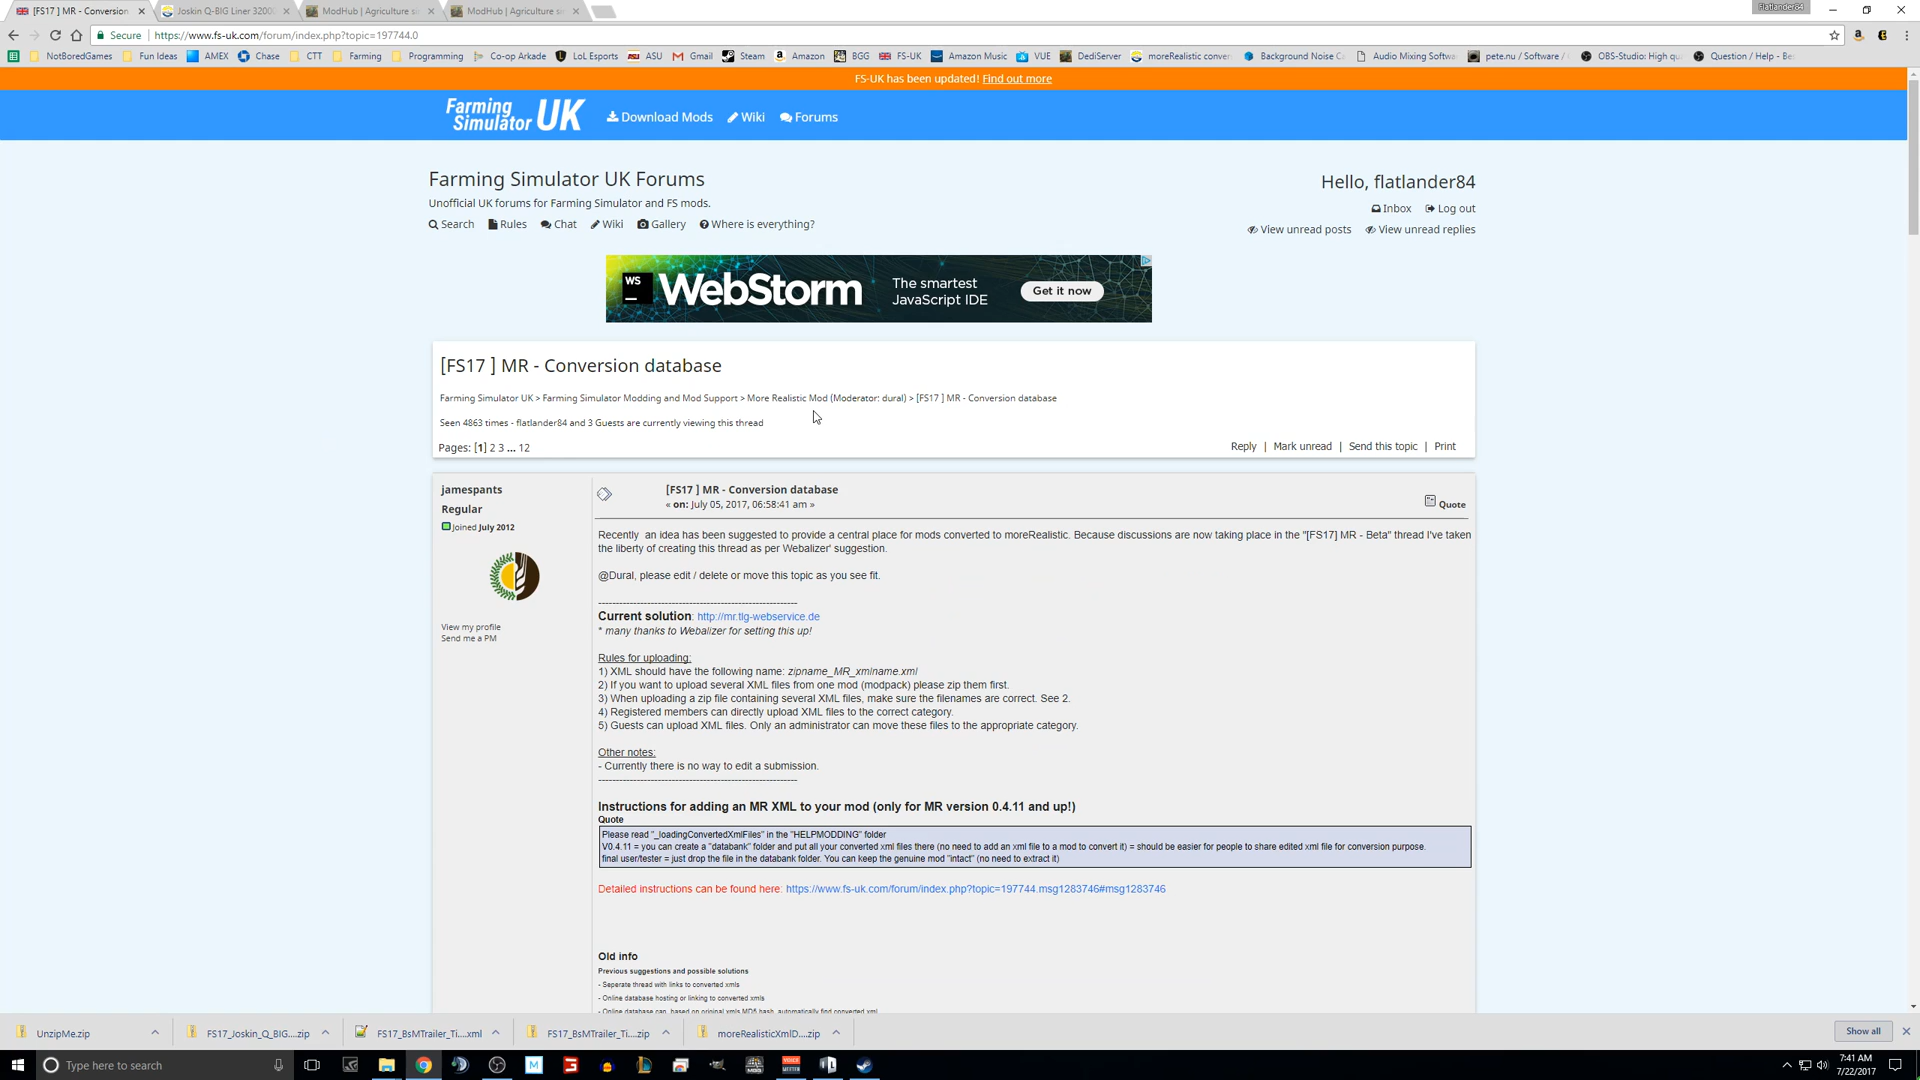 [FS17 ] MR - Conversion
Joskin Q-BIG Liner 3200
ModHub | Agriculture si
ModHub | Agriculture si
Flatlander84
Secure
https://www.fs-uk.com/forum/index.php?topic=197744.0
NotBoredGames
Fun Ideas
AMEX
Chase
CTT
Farming
Programming
Co-op Arkade
LoL Esports
ASU
Gmail
Steam
Amazon
BGG
FS-UK
Amazon Music
VUE
DediServer
moreRealistic conver
Background Noise Co
Audio Mixing Softwa
pete.nu / Software /
OBS-Studio: High qu
Question / Help - Be
FS-UK has been updated! Find out more
Farming Simulator UK
Download Mods
Wiki
Forums
Farming Simulator UK Forums
Hello, flatlander84
Unofficial UK forums for Farming Simulator and FS mods.
Inbox
Log out
Search
Rules
Chat
Wiki
Gallery
Where is everything?
View unread posts
View unread replies
WS
WebStorm
The smartest
JavaScript IDE
Get it now
[FS17 ] MR - Conversion database
Farming Simulator UK > Farming Simulator Modding and Mod Support > More Realistic Mod (Moderator: dural) > [FS17 ] MR - Conversion database
Seen 4863 times - flatlander84 and 3 Guests are currently viewing this thread
Pages: [1] 2 3 ... 12
Reply | Mark unread | Send this topic | Print
jamespants
Regular
Joined July 2012
View my profile
Send me a PM
[FS17 ] MR - Conversion database
« on: July 05, 2017, 06:58:41 am »
Quote
Recently an idea has been suggested to provide a central place for mods converted to moreRealistic. Because discussions are now taking place in the "[FS17] MR - Beta" thread I've taken
the liberty of creating this thread as per Webalizer' suggestion.
@Dural, please edit / delete or move this topic as you see fit.
--------------------------------------------------------
Current solution: http://mr.tlg-webservice.de
* many thanks to Webalizer for setting this up!
Rules for uploading:
1) XML should have the following name: zipname_MR_xmlname.xml
2) If you want to upload several XML files from one mod (modpack) please zip them first.
3) When uploading a zip file containing several XML files, make sure the filenames are correct. See 2.
4) Registered members can directly upload XML files to the correct category.
5) Guests can upload XML files. Only an administrator can move these files to the appropriate category.
Other notes:
- Currently there is no way to edit a submission.
--------------------------------------------------------
Instructions for adding an MR XML to your mod (only for MR version 0.4.11 and up!)
Quote
Please read "_loadingConvertedXmlFiles" in the "HELPMODDING" folder
V0.4.11 = you can create a "databank" folder and put all your converted xml files there (no need to add an xml file to a mod to convert it) = should be easier for people to share edited xml file for conversion purpose.
final user/tester = just drop the file in the databank folder. You can keep the genuine mod "intact" (no need to extract it)
Detailed instructions can be found here: https://www.fs-uk.com/forum/index.php?topic=197744.msg1283746#msg1283746
Old info
Previous suggestions and possible solutions
- Seperate thread with links to converted xmls
- Online database hosting or linking to converted xmls
- Online database can, based on original xmls MD5 hash, automatically find converted xml
UnzipMe.zip
FS17_Joskin_Q_BIG....zip
FS17_BsMTrailer_Ti....xml
FS17_BsMTrailer_Ti....zip
moreRealisticXmlD....zip
Show all
Type here to search
7:41 AM
7/22/2017